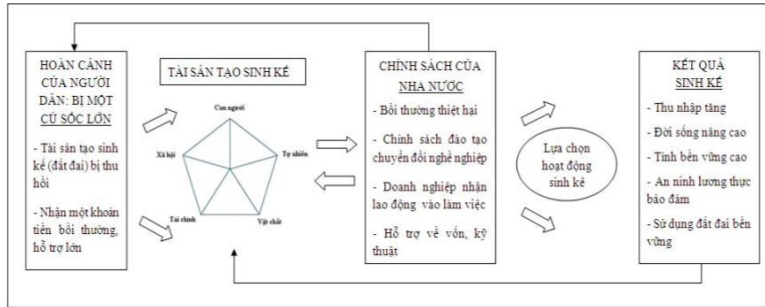 HOÀN CẢNH
CỦA NGƯỜI
DÂN: BỊ MỘT
CÚ SỐC LỚN
- Tài sản tạo sinh
kế (đất đai) bị thu
hồi
- Nhận một khoản
tiền bồi thường,
hỗ trợ lớn
TÀI SẢN TẠO SINH KẾ
Con người
Xã hội
Tự nhiên
Tài chính
Vật chất
CHÍNH SÁCH CỦA
NHÀ NƯỚC
- Bồi thường thiệt hại
- Chính sách đào tạo
chuyển đổi nghề nghiệp
- Doanh nghiệp nhận
lao động vào làm việc
- Hỗ trợ về vốn, kỹ
thuật
Lựa chọn
hoạt động
sinh kế
KẾT QUẢ
SINH KẾ
- Thu nhập tăng
- Đời sống nâng cao
- Tính bền vững cao
- An ninh lương thực
bảo đảm
- Sử dụng đất đai bền
vững